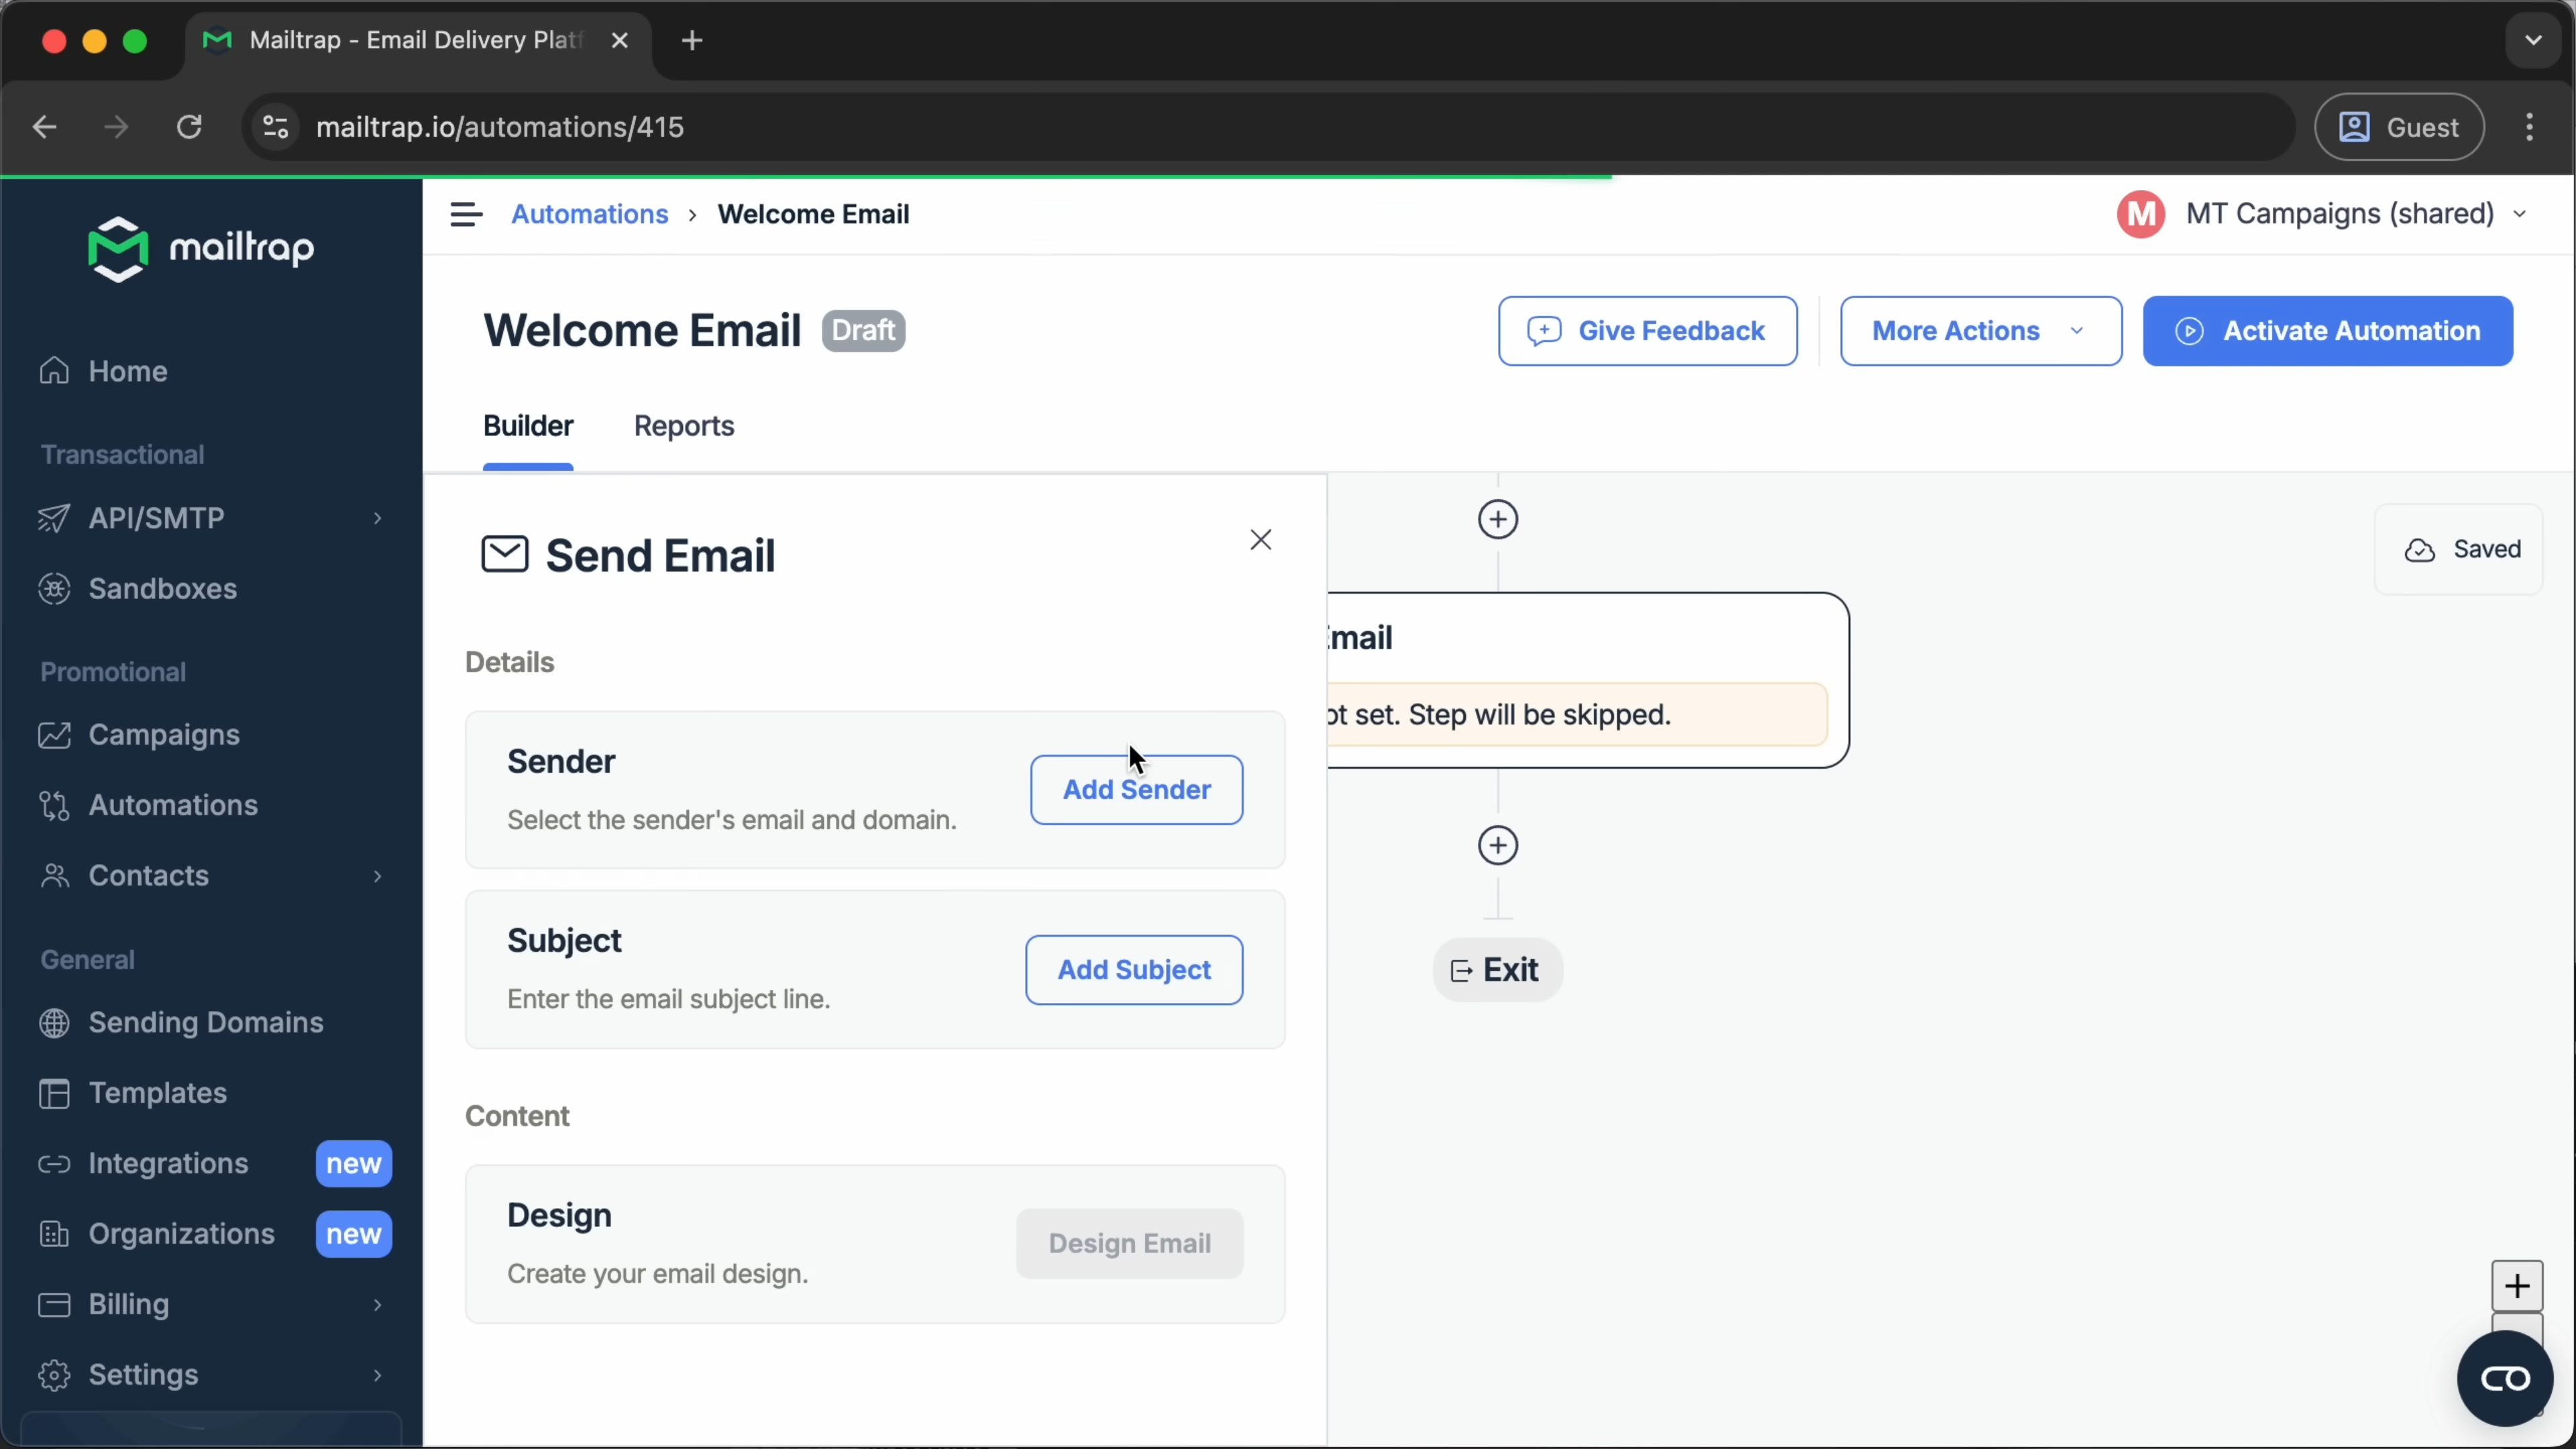 Mailtrap - Email Delivery Platf
mailtrap.io/automations/415
Guest
mailtrap
Home
Transactional
API/SMTP
Sandboxes
Promotional
Campaigns
Automations
Contacts
General
Sending Domains
Templates
Integrations new
Organizations new
Billing
Settings
Automations › Welcome Email
M MT Campaigns (shared)
Welcome Email Draft
Give Feedback
More Actions
Activate Automation
Builder Reports
Send Email
Details
Sender
Select the sender's email and domain.
Add Sender
Subject
Enter the email subject line.
Add Subject
Content
Design
Create your email design.
Design Email
Saved
Email
ot set. Step will be skipped.
Exit